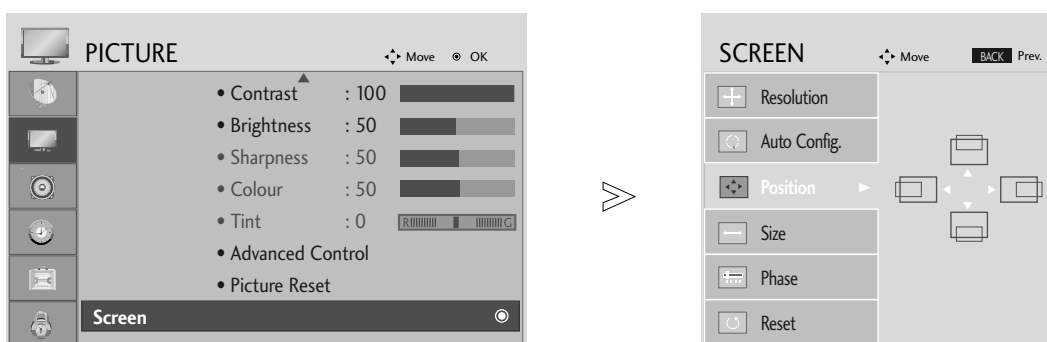 PICTURE
Move OK
• Contrast : 100
• Brightness : 50
• Sharpness : 50
• Colour : 50
• Tint : 0 R G
• Advanced Control
• Picture Reset
Screen
SCREEN
Move BACK Prev.
Resolution
Auto Config.
Position
Size
Phase
Reset